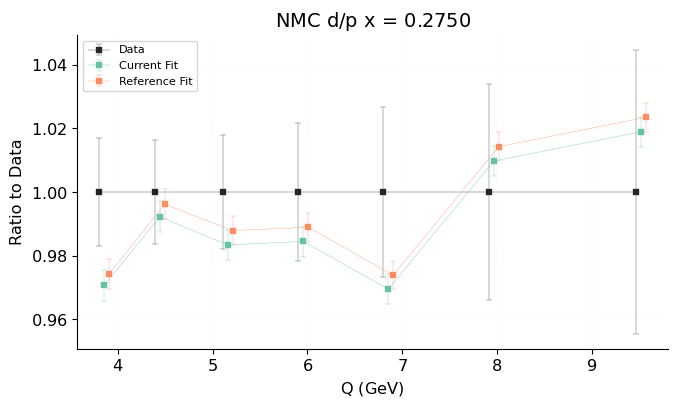 NMC d/p x = 0.2750
Data
Current Fit
Reference Fit
Ratio to Data
1.04
1.02
1.00
0.98
0.96
4 5 6 7 8 9
Q (GeV)